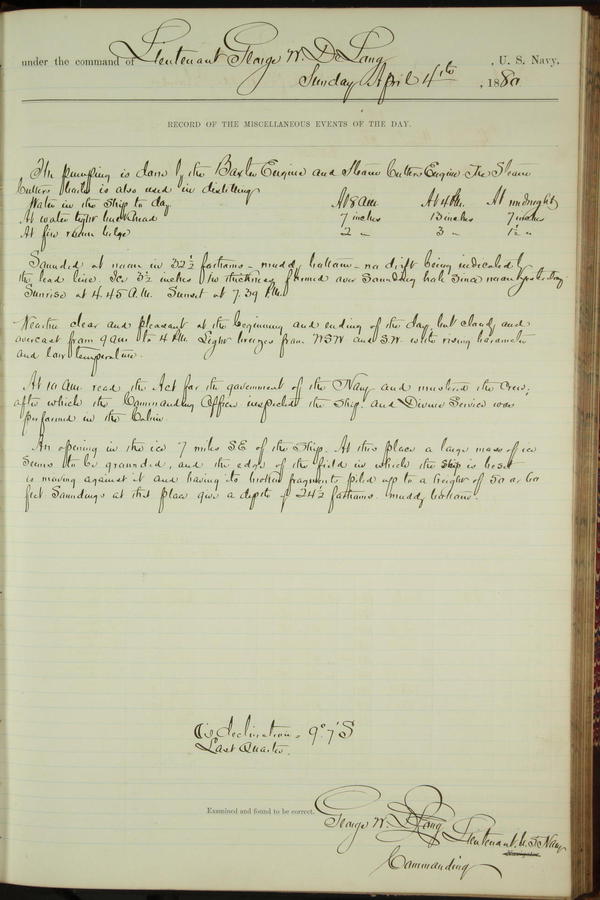 under the command of Lieutenant George W. De Long, U. S. Navy,
Sunday April 4th, 1880
RECORD OF THE MISCELLANEOUS EVENTS OF THE DAY.
The pumping is done by the Baxter Engine and Steam Cutters Engine. The Steam
Cutters boiler is also used in distilling
Water in the ship to day At 8 am At 4 P.M. At midnight
At water tight bulkhead 7 inches 13 inches 7 inches
At fire room bilge 2 " 3 " 1½ "
Sounded at noon in 32½ fathoms - muddy bottom - no drift being indicated by
the lead line. Ice 3½ inches in thickness formed over sounding hole since noon yesterday
Sunrise at 4.45 A.M. Sunset at 7.39 P.M.
Weather clear and pleasant at the beginning and ending of the day, but cloudy and
overcast from 9 am to 4 P.M. Light breezes from WSW and SW with rising barometer
and low temperature.
At 10 A.M. read the Act for the government of the Navy and mustered the Crew;
after which the Commanding Officer inspected the ship: and Divine Service was
performed in the Cabin
An opening in the ice 7 miles SE of the ship. At this place a large mass of ice
seems to be grounded, and the edge of the field in which the ship is beset
is moving against it and having its broken fragments piled up to a height of 50 or 60
feet Soundings at that place give a depth of 24½ fathoms. muddy bottom.
☾'s declination. 9° 7' S
Last Quarter.
Examined and found to be correct.
George W. De Long Lieutenant U.S. Navy
Navigator.
Commanding